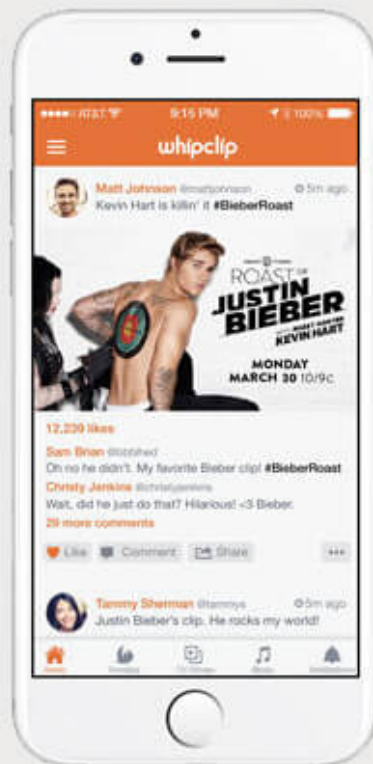 AT&T 9:15 PM 100%
whipclip
Matt Johnson @mattjohnson 5m ago
Kevin Hart is killin' it #BieberRoast
ROAST OF
JUSTIN
BIEBER
KEVIN HART
MONDAY
MARCH 30 10/9c
12,239 likes
Sam Brian
Oh no he didn't. My favorite Bieber clip! #BieberRoast
Christy Jenkins @christyjenkins
Wait, did he just do that? Hilarious! <3 Bieber.
29 more comments
Like Comment Share
Tammy Sherman @tammys 5m ago
Justin Bieber's clip. He rocks my world!
Music